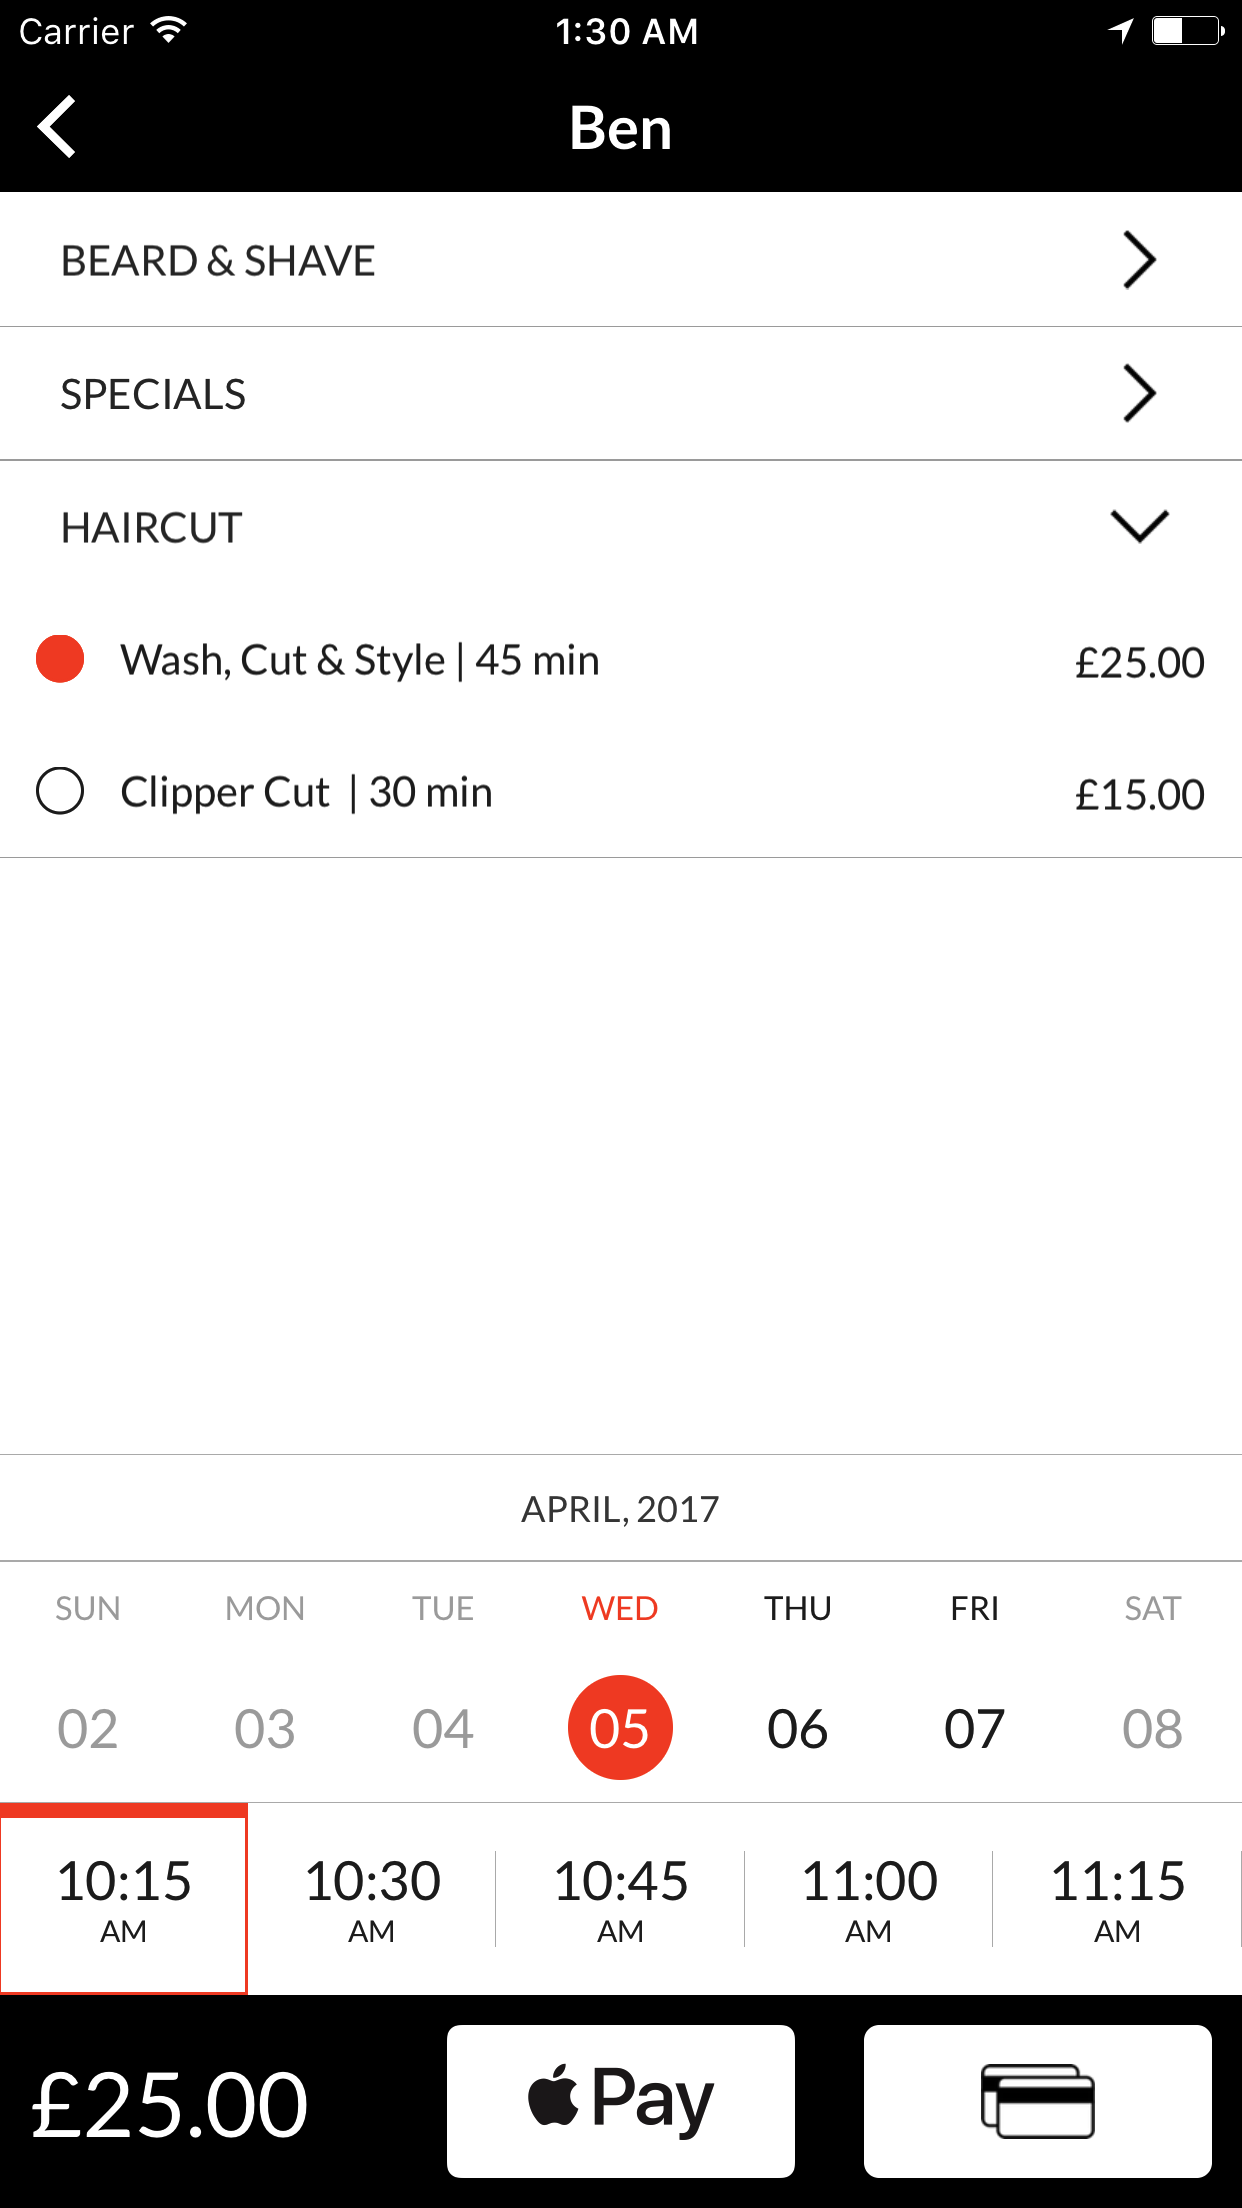 Carrier 1:30 AM
Ben
BEARD & SHAVE
SPECIALS
HAIRCUT
Wash, Cut & Style | 45 min £25.00
Clipper Cut | 30 min £15.00
APRIL, 2017
SUN MON TUE WED THU FRI SAT
02 03 04 05 06 07 08
10:15 10:30 10:45 11:00 11:15
AM AM AM AM AM
£25.00 Pay